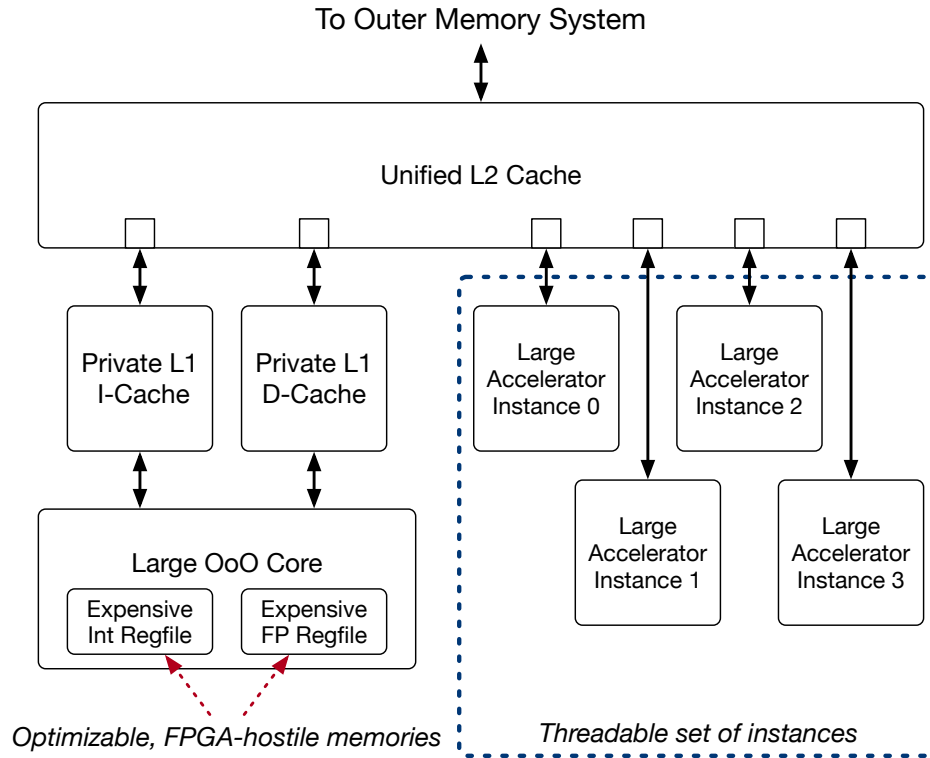 To Outer Memory System
Unified L2 Cache
Private L1
I-Cache
Private L1
D-Cache
Large
Accelerator
Instance 0
Large
Accelerator
Instance 2
Large
Accelerator
Instance 1
Large
Accelerator
Instance 3
Large OoO Core
Expensive
Int Regfile
Expensive
FP Regfile
Optimizable, FPGA-hostile memories
Threadable set of instances